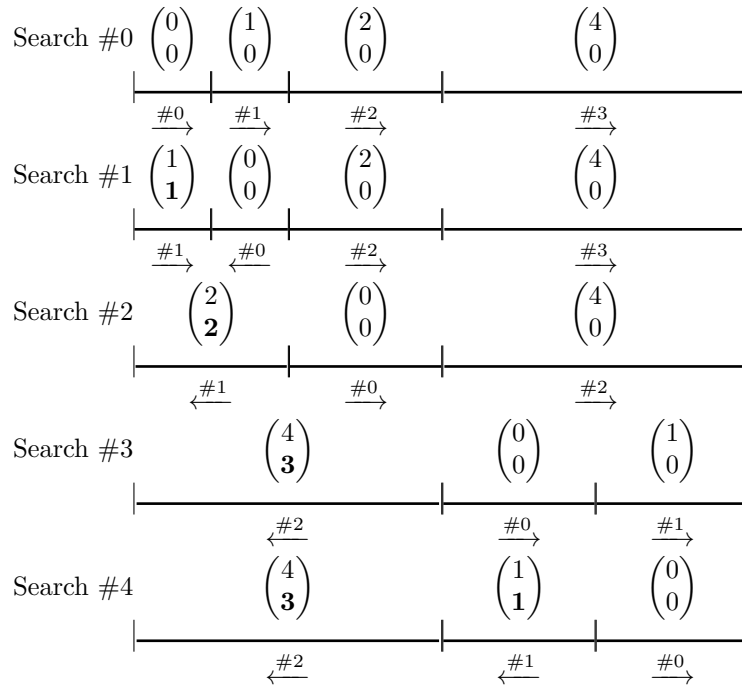 Search #0 (0 0) (1 0) (2 0) (4 0)
#0 #1 #2 #3
Search #1 (1 1) (0 0) (2 0) (4 0)
#1 #0 #2 #3
Search #2 (2 2) (0 0) (4 0)
#1 #0 #2
Search #3 (4 3) (0 0) (1 0)
#2 #0 #1
Search #4 (4 3) (1 1) (0 0)
#2 #1 #0